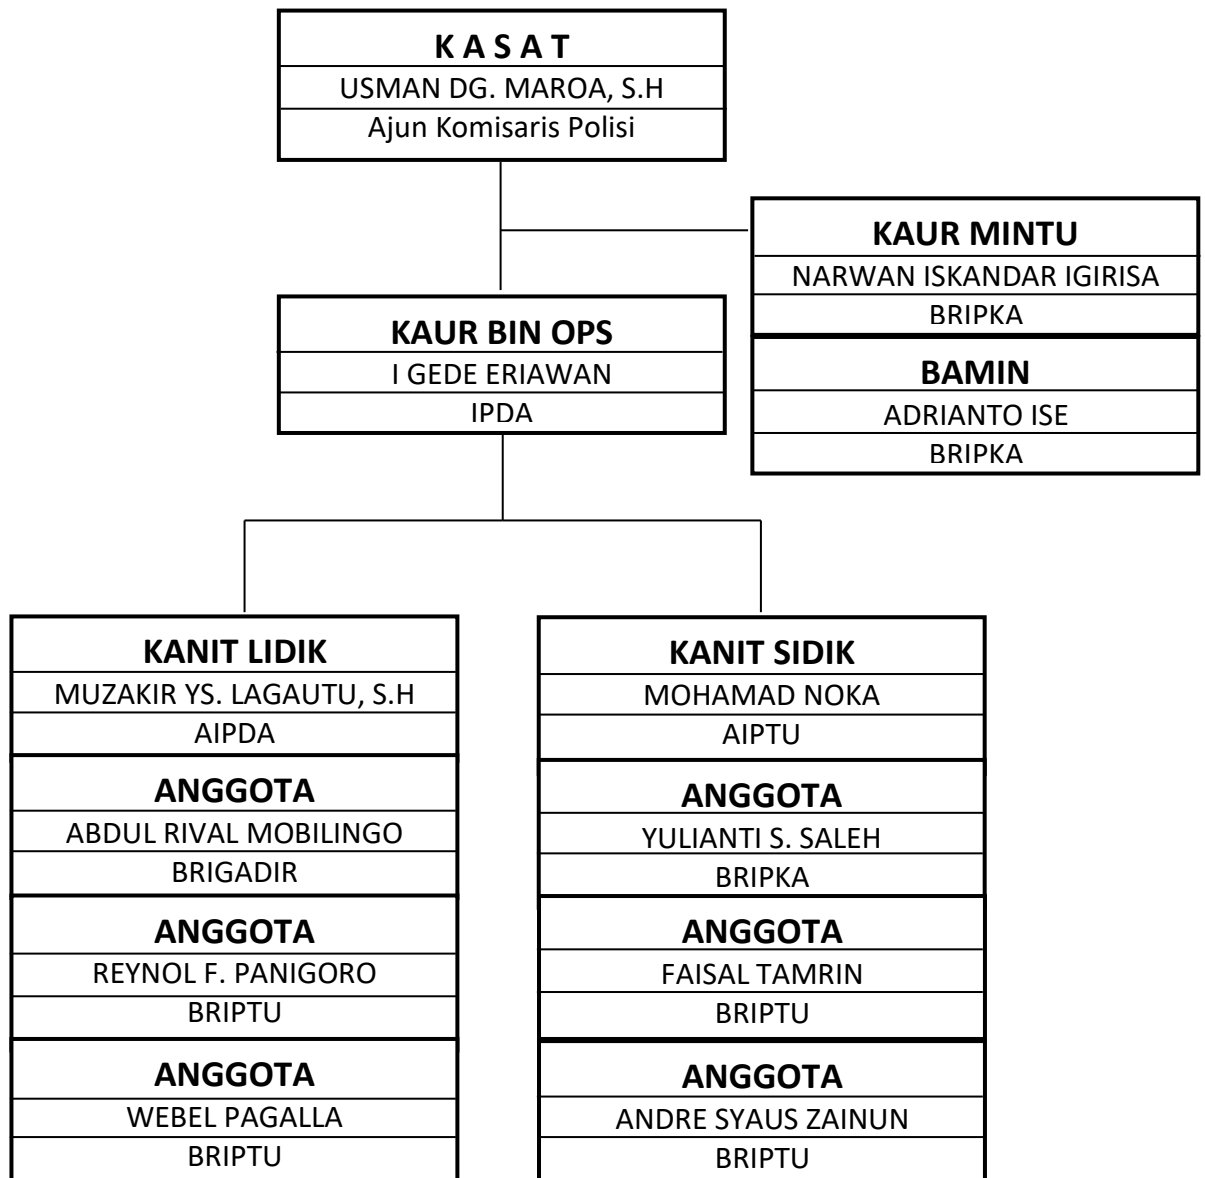 K A S A T
USMAN DG. MAROA, S.H
Ajun Komisaris Polisi
KAUR MINTU
NARWAN ISKANDAR IGIRISA
BRIPKA
BAMIN
ADRIANTO ISE
BRIPKA
KAUR BIN OPS
I GEDE ERIAWAN
IPDA
KANIT LIDIK
MUZAKIR YS. LAGAUTU, S.H
AIPDA
ANGGOTA
ABDUL RIVAL MOBILINGO
BRIGADIR
ANGGOTA
REYNOL F. PANIGORO
BRIPTU
ANGGOTA
WEBEL PAGALLA
BRIPTU
KANIT SIDIK
MOHAMAD NOKA
AIPTU
ANGGOTA
YULIANTI S. SALEH
BRIPKA
ANGGOTA
FAISAL TAMRIN
BRIPTU
ANGGOTA
ANDRE SYAUS ZAINUN
BRIPTU